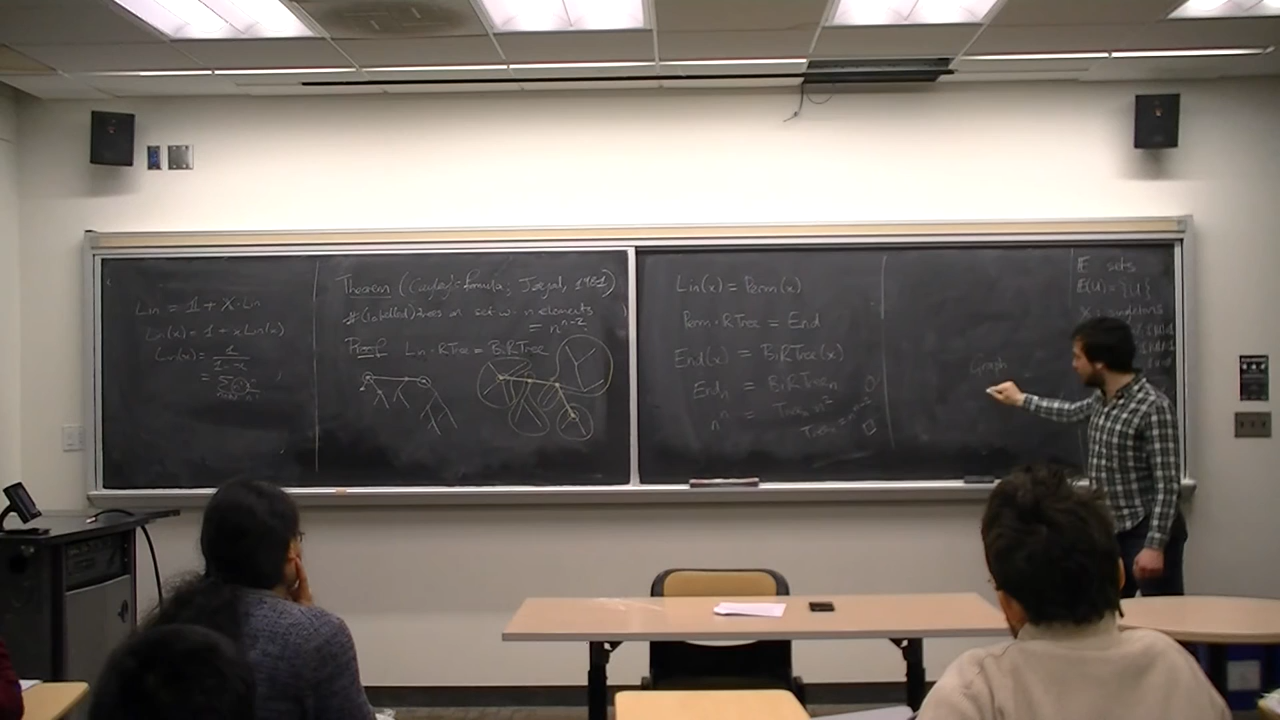 Lin = 1 + X·Lin
Lin(x) = 1 + x Lin(x)
Lin(x) = 1/(1-x)
Theorem (Cayley's formula; Joyal, 1981)
#(labelled) trees on set w. n elements
= n^{n-2}
Proof Lin·RTree = BiRTree
Lin(x) = Perm(x)
Perm·RTree = End
End(x) = BiRTree(x)
End_n = BiRTree_n
n^n = Tree_n n^2
Tree_n = n^{n-2}
Graph
E sets
E(U) = {U}
X singletons